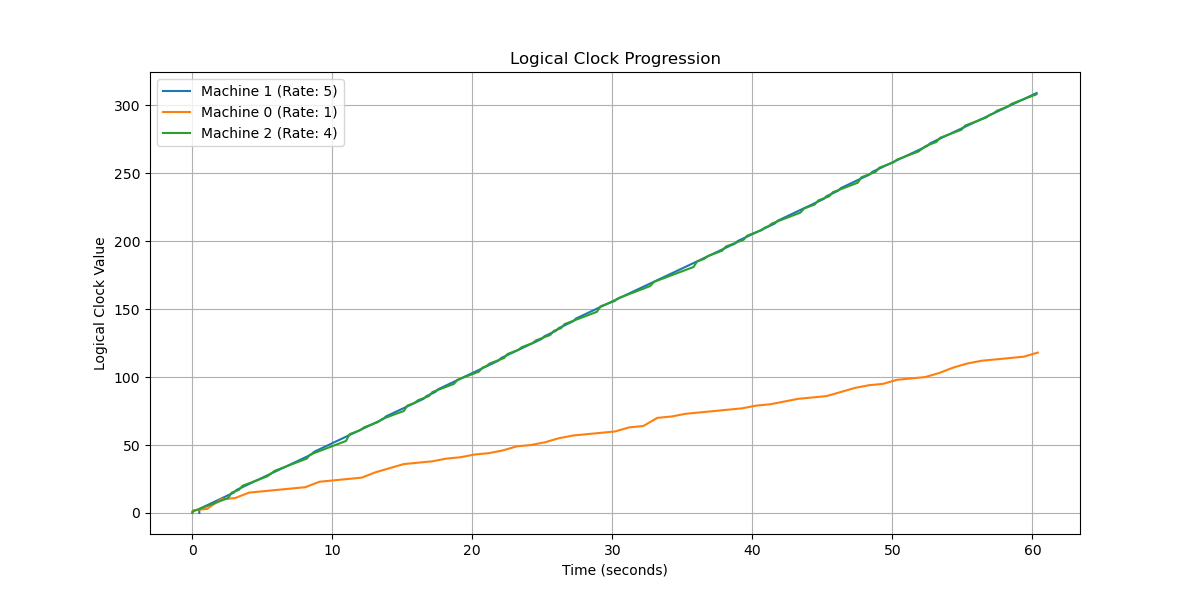 Logical Clock Progression
Machine 1 (Rate: 5)
Machine 0 (Rate: 1)
Machine 2 (Rate: 4)
Logical Clock Value
300
250
200
150
100
50
0
0 10 20 30 40 50 60
Time (seconds)